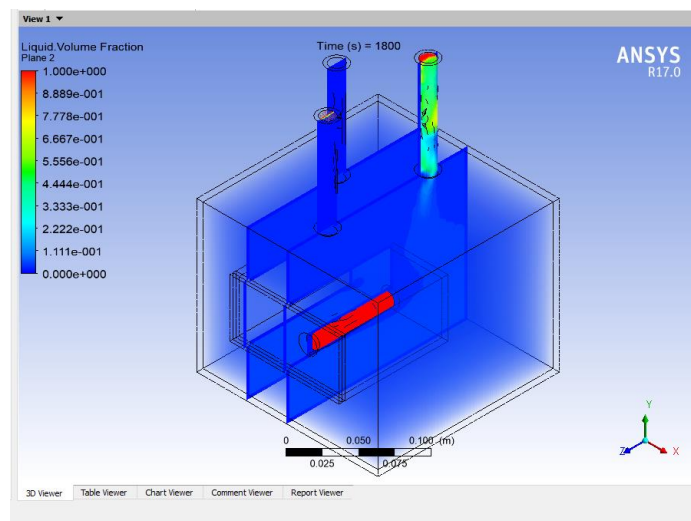 View 1
Liquid.Volume Fraction
Plane 2
Time (s) = 1800
ANSYS
R17.0
1.000e+000
8.889e-001
7.778e-001
6.667e-001
5.556e-001
4.444e-001
3.333e-001
2.222e-001
1.111e-001
0.000e+000
0 0.050 0.100 (m)
0.025 0.075
Y
Z X
3D Viewer Table Viewer Chart Viewer Comment Viewer Report Viewer